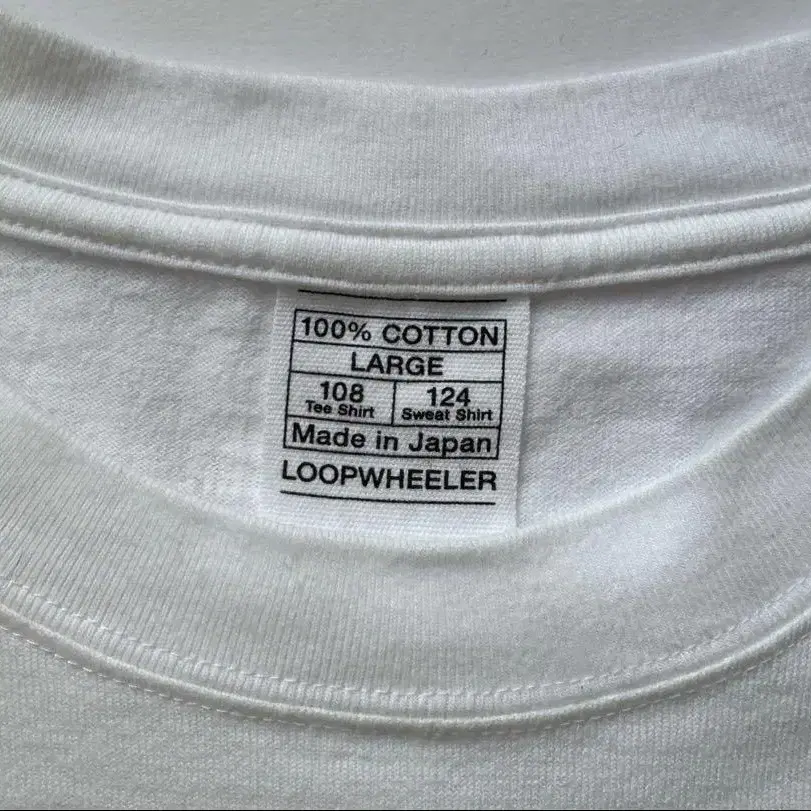 100% COTTON
LARGE
108 124
Tee Shirt Sweat Shirt
Made in Japan
LOOPWHEELER